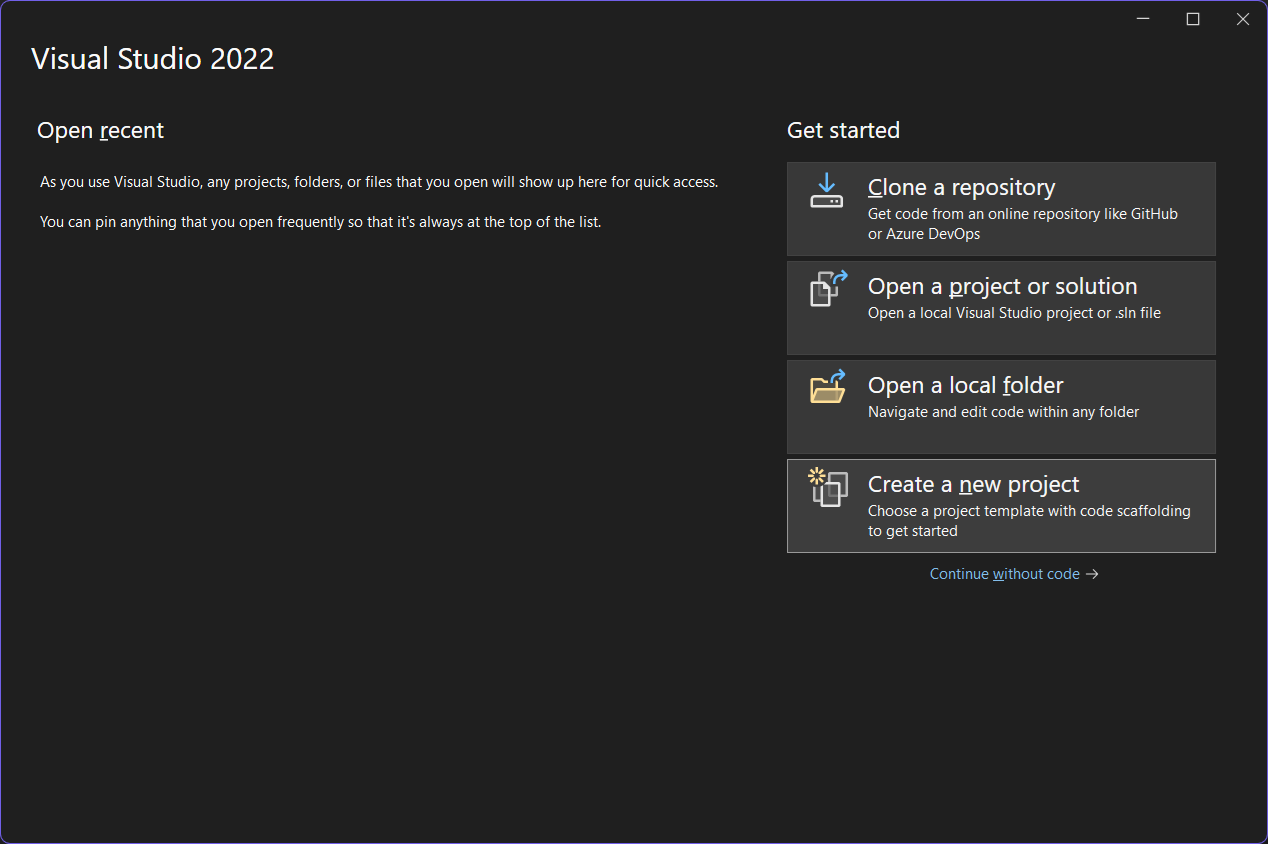 Visual Studio 2022
Open recent
As you use Visual Studio, any projects, folders, or files that you open will show up here for quick access.
You can pin anything that you open frequently so that it's always at the top of the list.
Get started
Clone a repository
Get code from an online repository like GitHub
or Azure DevOps
Open a project or solution
Open a local Visual Studio project or .sln file
Open a local folder
Navigate and edit code within any folder
Create a new project
Choose a project template with code scaffolding
to get started
Continue without code →